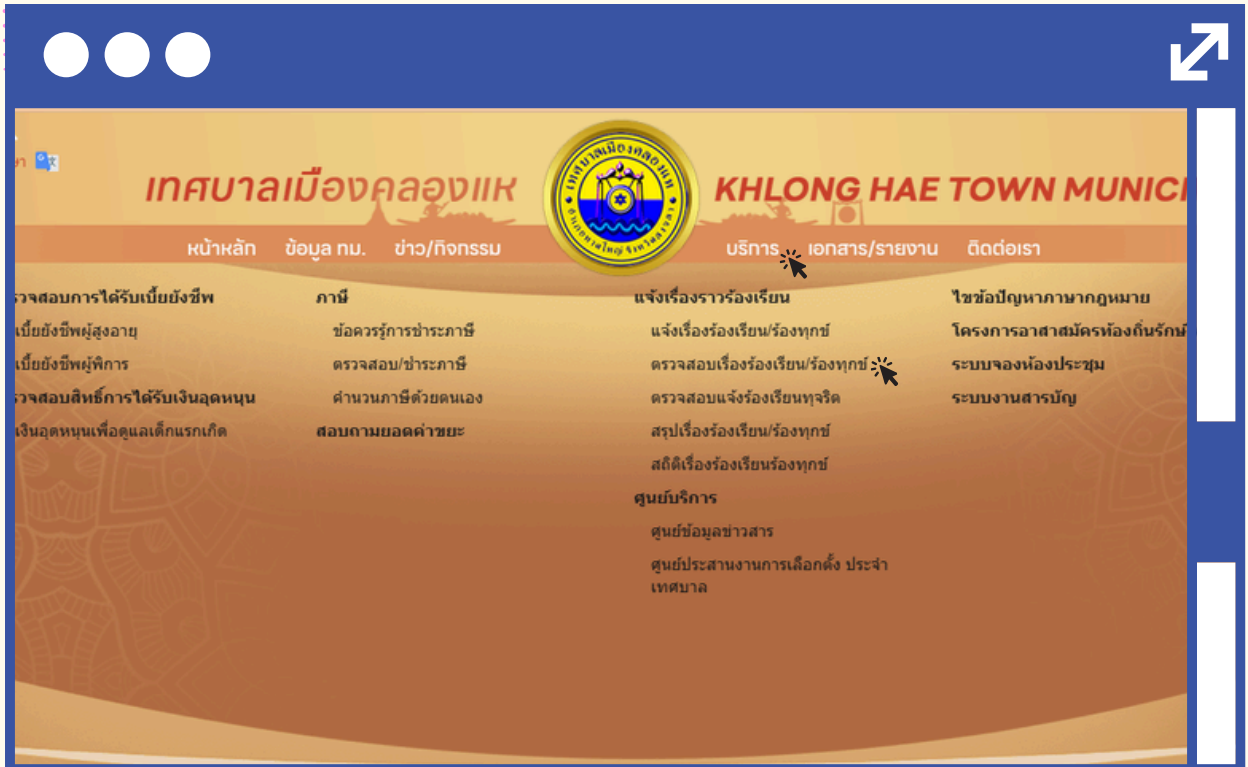 เทศบาลเมืองคลองแห
KHLONG HAE TOWN MUNICI
หน้าหลัก ข้อมูล ทม. ข่าว/กิจกรรม บริการ เอกสาร/รายงาน ติดต่อเรา
วจสอบการได้รับเบี้ยยังชีพ
เบี้ยยังชีพผู้สูงอายุ
เบี้ยยังชีพผู้พิการ
วจสอบสิทธิ์การได้รับเงินอุดหนุน
เงินอุดหนุนเพื่อดูแลเด็กแรกเกิด
ภาษี
ข้อควรรู้การชำระภาษี
ตรวจสอบ/ชำระภาษี
คำนวนภาษีด้วยตนเอง
สอบถามยอดค่าขยะ
แจ้งเรื่องราวร้องเรียน
แจ้งเรื่องร้องเรียน/ร้องทุกข์
ตรวจสอบเรื่องร้องเรียน/ร้องทุกข์
ตรวจสอบแจ้งร้องเรียนทุจริต
สรุปเรื่องร้องเรียน/ร้องทุกข์
สถิติเรื่องร้องเรียนร้องทุกข์
ศูนย์บริการ
ศูนย์ข้อมูลข่าวสาร
ศูนย์ประสานงานการเลือกตั้ง ประจำ
เทศบาล
ไขข้อปัญหาภาษากฎหมาย
โครงการอาสาสมัครท้องถิ่นรักษ์
ระบบจองห้องประชุม
ระบบงานสารบัญ